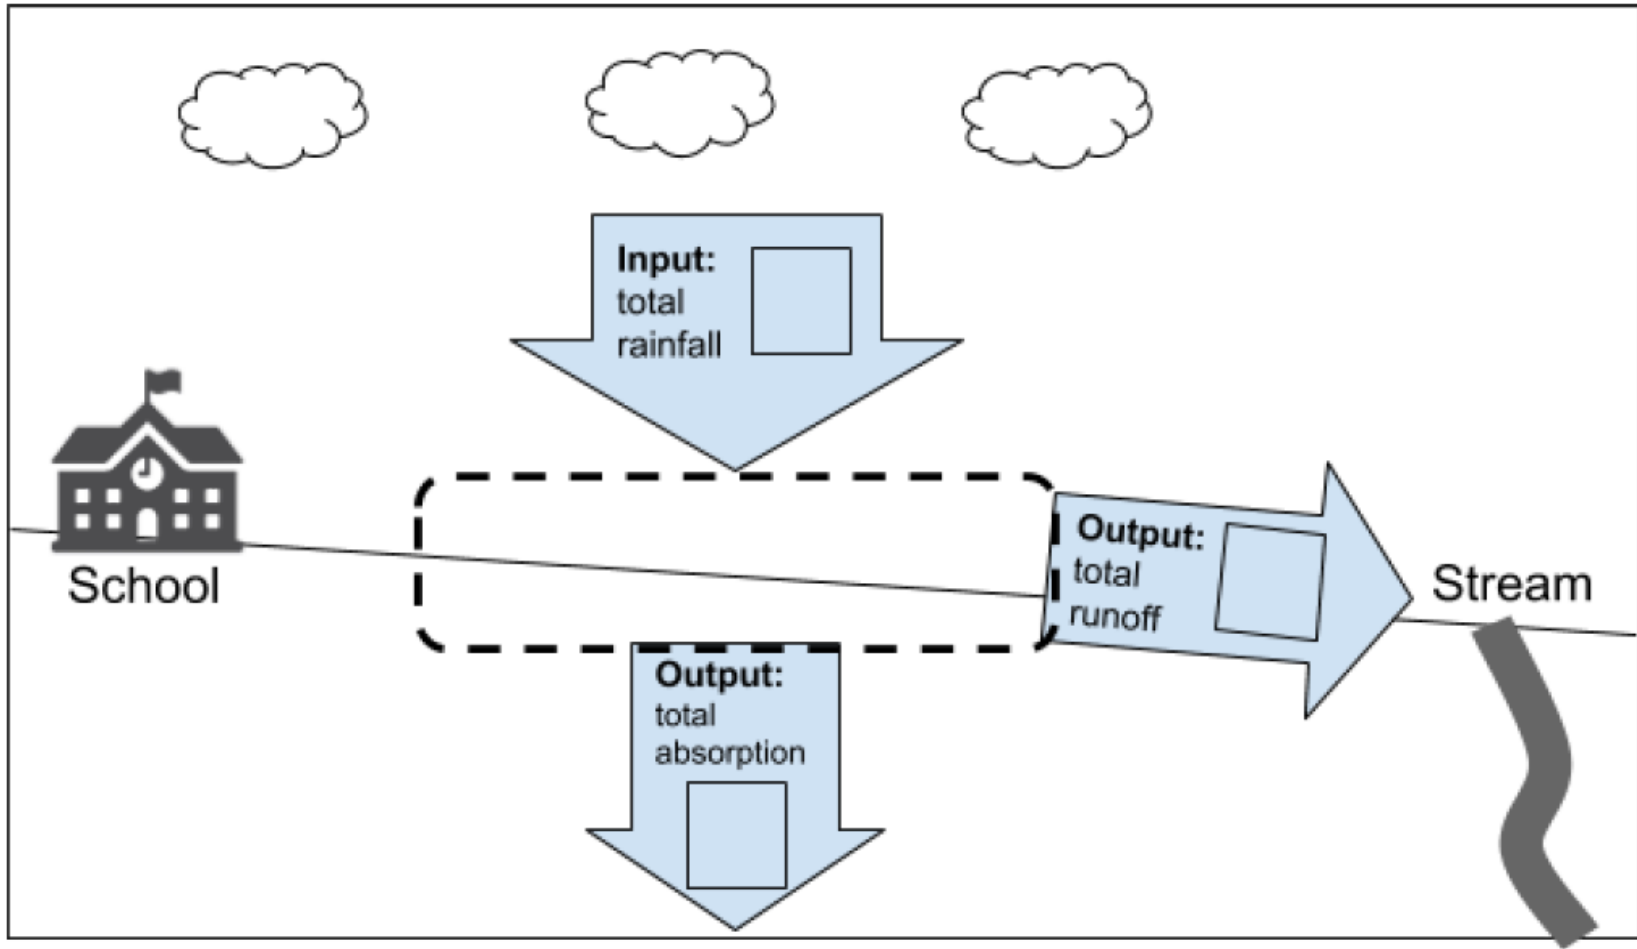 Input:
total
rainfall
School
Output:
total
runoff
Stream
Output:
total
absorption